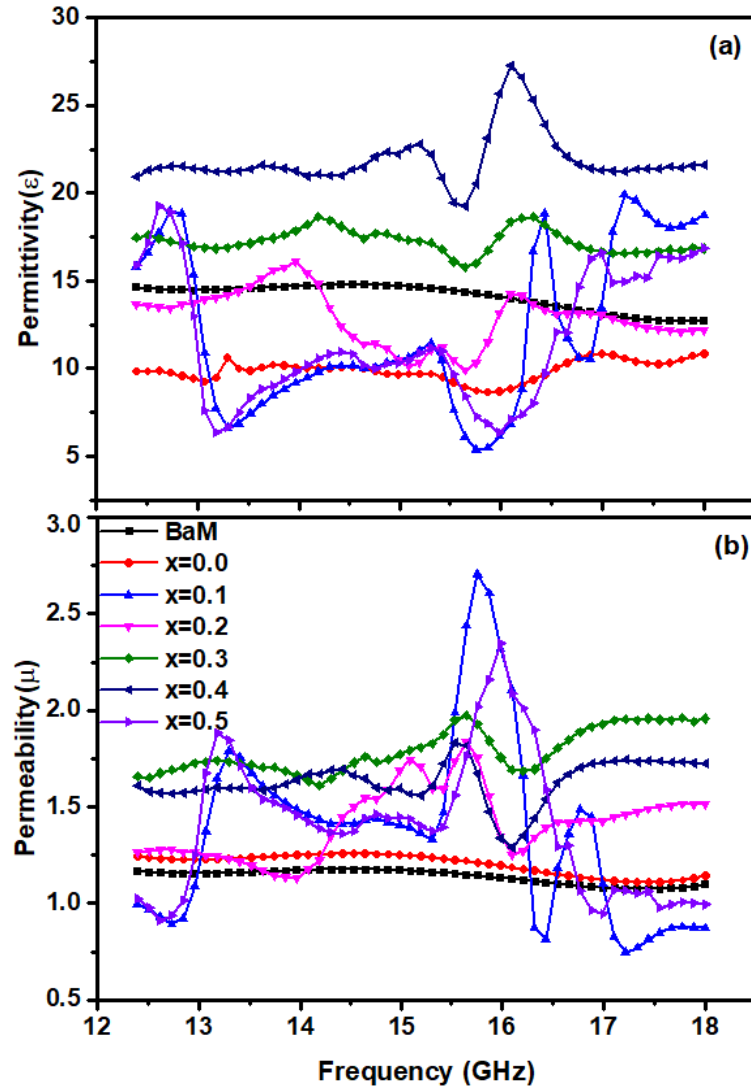 30
(a)
25
20
15
10
5
Permittivity(ε)
3.0
(b)
BaM
x=0.0
2.5
x=0.1
x=0.2
x=0.3
2.0
x=0.4
x=0.5
1.5
1.0
0.5
Permeability(μ)
12 13 14 15 16 17 18
Frequency (GHz)